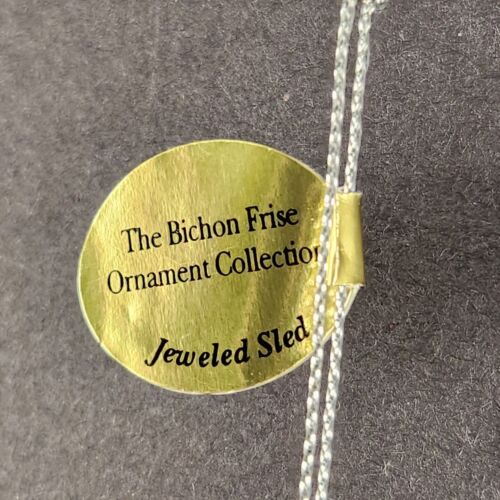 The Bichon Frise
Ornament Collection
Jeweled Sled